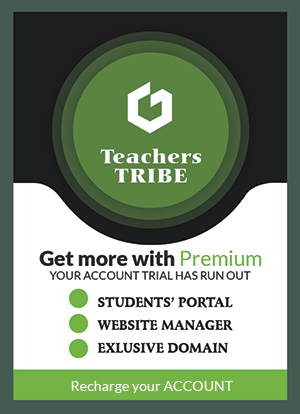 Teachers
TRIBE
Get more with Premium
YOUR ACCOUNT TRIAL HAS RUN OUT
STUDENTS' PORTAL
WEBSITE MANAGER
EXLUSIVE DOMAIN
Recharge your ACCOUNT